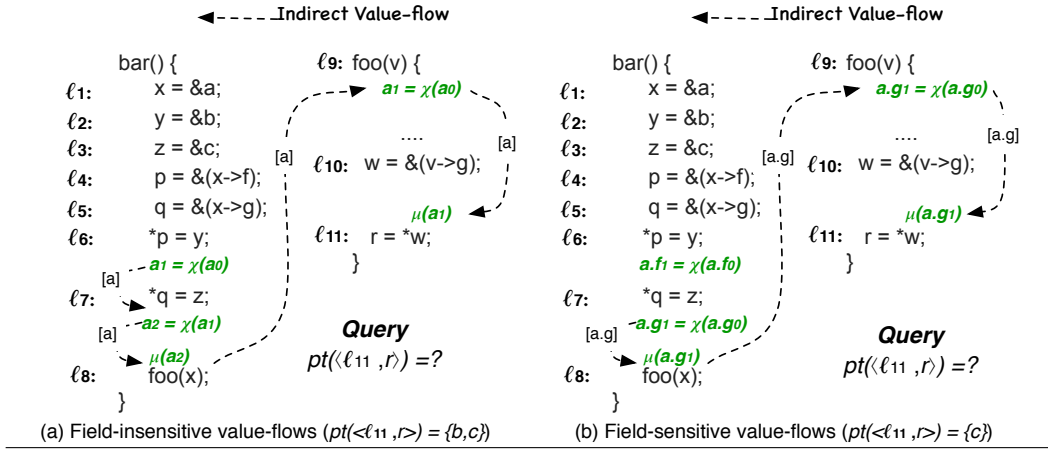 Indirect Value-flow
bar() {
ℓ1: x = &a;
ℓ2: y = &b;
ℓ3: z = &c;
ℓ4: p = &(x->f);
ℓ5: q = &(x->g);
ℓ6: *p = y;
a1 = χ(a0)
[a]
ℓ7: *q = z;
a2 = χ(a1)
[a]
μ(a2)
ℓ8: foo(x);
}
[a]
ℓ9: foo(v) {
a1 = χ(a0)
[a]
....
ℓ10: w = &(v->g);
μ(a1)
ℓ11: r = *w;
}
Query
pt(⟨ℓ11 ,r⟩) =?
(a) Field-insensitive value-flows (pt(<ℓ11 ,r>) = {b,c})
Indirect Value-flow
bar() {
ℓ1: x = &a;
ℓ2: y = &b;
ℓ3: z = &c;
ℓ4: p = &(x->f);
ℓ5: q = &(x->g);
ℓ6: *p = y;
a.f1 = χ(a.f0)
ℓ7: *q = z;
a.g1 = χ(a.g0)
[a.g]
μ(a.g1)
ℓ8: foo(x);
}
[a.g]
ℓ9: foo(v) {
a.g1 = χ(a.g0)
[a.g]
....
ℓ10: w = &(v->g);
μ(a.g1)
ℓ11: r = *w;
}
Query
pt(⟨ℓ11 ,r⟩) =?
(b) Field-sensitive value-flows (pt(<ℓ11 ,r>) = {c})